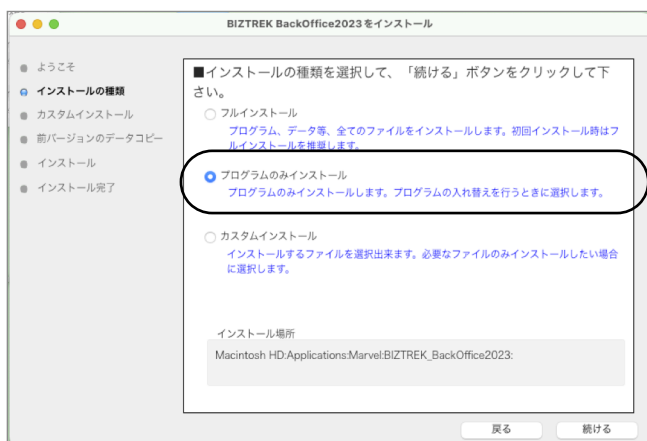 BIZTREK BackOffice2023をインストール
ようこそ
インストールの種類
カスタムインストール
前バージョンのデータコピー
インストール
インストール完了
■インストールの種類を選択して、「続ける」ボタンをクリックして下
さい。
フルインストール
プログラム、データ等、全てのファイルをインストールします。初回インストール時はフ
ルインストールを推奨します。
プログラムのみインストール
プログラムのみインストールします。プログラムの入れ替えを行うときに選択します。
カスタムインストール
インストールするファイルを選択出来ます。必要なファイルのみインストールしたい場合
に選択します。
インストール場所
Macintosh HD:Applications:Marvel:BIZTREK_BackOffice2023:
戻る
続ける